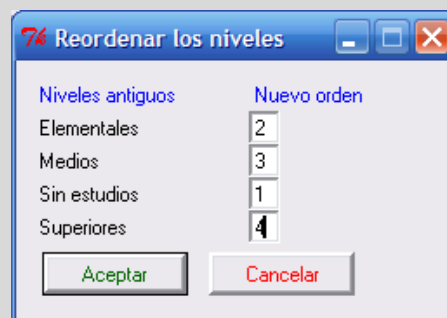 Reordenar los niveles
Niveles antiguos Nuevo orden
Elementales 2
Medios 3
Sin estudios 1
Superiores 4
Aceptar Cancelar